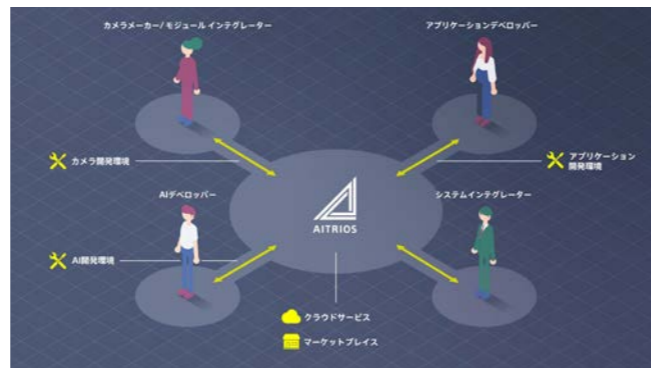 カメラメーカー/モジュールインテグレーター
アプリケーションデベロッパー
カメラ開発環境
アプリケーション
開発環境
AIデベロッパー
システムインテグレーター
AITRIOS
AI開発環境
クラウドサービス
マーケットプレイス